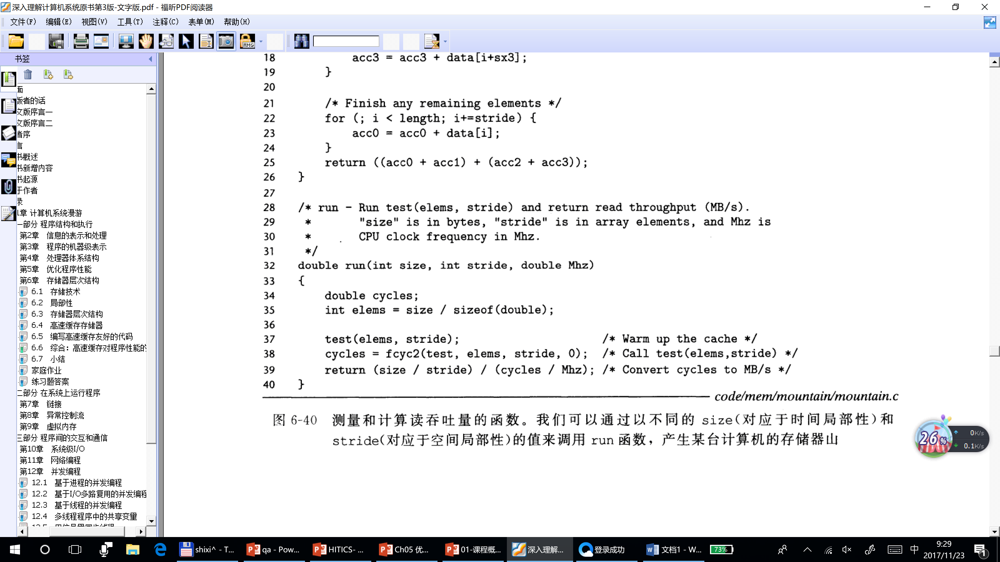 深入理解计算机系统原书第3版-文字版.pdf - 福昕PDF阅读器
文件(F) 编辑(E) 视图(V) 工具(T) 注释(C) 表单(M) 帮助(H)
RMS
书签
面
版者的话
文版序言一
文版序言二
者序
言
书概述
书新增内容
书起源
于作者
录
1章 计算机系统漫游
一部分 程序结构和执行
第2章 信息的表示和处理
第3章 程序的机器级表示
第4章 处理器体系结构
第5章 优化程序性能
第6章 存储器层次结构
6.1 存储技术
6.2 局部性
6.3 存储器层次结构
6.4 高速缓存存储器
6.5 编写高速缓存友好的代码
6.6 综合：高速缓存对程序性能的
6.7 小结
家庭作业
练习题答案
二部分 在系统上运行程序
第7章 链接
第8章 异常控制流
第9章 虚拟内存
三部分 程序间的交互和通信
第10章 系统级I/O
第11章 网络编程
第12章 并发编程
12.1 基于进程的并发编程
12.2 基于I/O多路复用的并发编程
12.3 基于线程的并发编程
12.4 多线程程序中的共享变量
18 acc3 = acc3 + data[i+sx3];
19 }
20
21 /* Finish any remaining elements */
22 for (; i < length; i+=stride) {
23 acc0 = acc0 + data[i];
24 }
25 return ((acc0 + acc1) + (acc2 + acc3));
26 }
27
28 /* run - Run test(elems, stride) and return read throughput (MB/s).
29 * "size" is in bytes, "stride" is in array elements, and Mhz is
30 * CPU clock frequency in Mhz.
31 */
32 double run(int size, int stride, double Mhz)
33 {
34 double cycles;
35 int elems = size / sizeof(double);
36
37 test(elems, stride); /* Warm up the cache */
38 cycles = fcyc2(test, elems, stride, 0); /* Call test(elems,stride) */
39 return (size / stride) / (cycles / Mhz); /* Convert cycles to MB/s */
40 }
code/mem/mountain/mountain.c
图 6-40 测量和计算读吞吐量的函数。我们可以通过以不同的 size(对应于时间局部性)和
stride(对应于空间局部性)的值来调用 run 函数，产生某台计算机的存储器山
26%
0K/s
0.1K/s
shixi^ - T... qa - Pow... HITICS- ... Ch05 优... 01-课程概... 深入理解... 登录成功 文档1 - W... 73% 中
9:29
2017/11/23
1